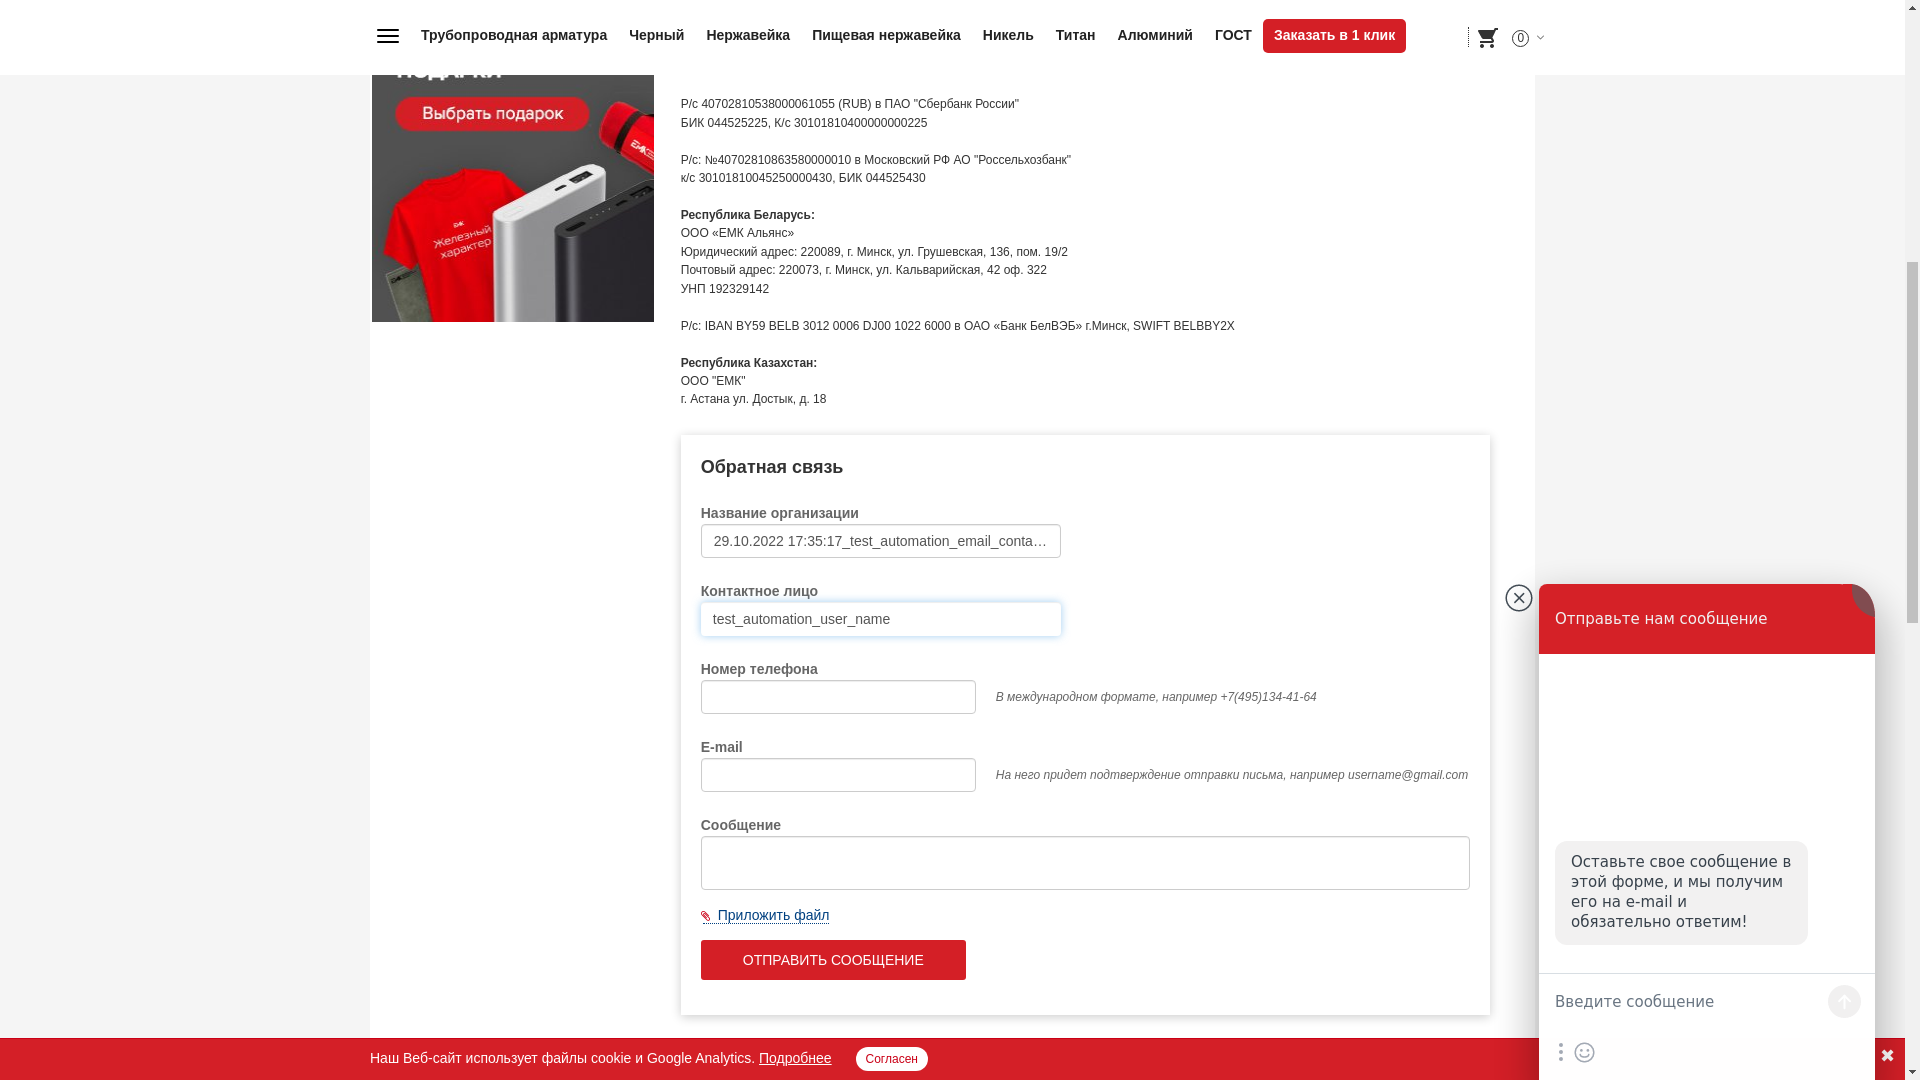 Трубопроводная арматура Черный Нержавейка Пищевая нержавейка Никель Титан Алюминий ГОСТ Заказать в 1 клик 0
Выбрать подарок
ЕМК
ЕМК
Железный
характер
Р/с 40702810538000061055 (RUB) в ПАО "Сбербанк России"
БИК 044525225, К/с 30101810400000000225
Р/с: №40702810863580000010 в Московский РФ АО "Россельхозбанк"
к/с 30101810045250000430, БИК 044525430
Республика Беларусь:
ООО «ЕМК Альянс»
Юридический адрес: 220089, г. Минск, ул. Грушевская, 136, пом. 19/2
Почтовый адрес: 220073, г. Минск, ул. Кальварийская, 42 оф. 322
УНП 192329142
Р/с: IBAN BY59 BELB 3012 0006 DJ00 1022 6000 в ОАО «Банк БелВЭБ» г.Минск, SWIFT BELBBY2X
Республика Казахстан:
ООО "ЕМК"
г. Астана ул. Достык, д. 18
Обратная связь
Название организации
29.10.2022 17:35:17_test_automation_email_conta…
Контактное лицо
test_automation_user_name
Номер телефона
В международном формате, например +7(495)134-41-64
E-mail
На него придет подтверждение отправки письма, например username@gmail.com
Сообщение
Приложить файл
ОТПРАВИТЬ СООБЩЕНИЕ
Отправьте нам сообщение
Оставьте свое сообщение в
этой форме, и мы получим
его на e-mail и
обязательно ответим!
Введите сообщение
Наш Веб-сайт использует файлы cookie и Google Analytics. Подробнее Согласен